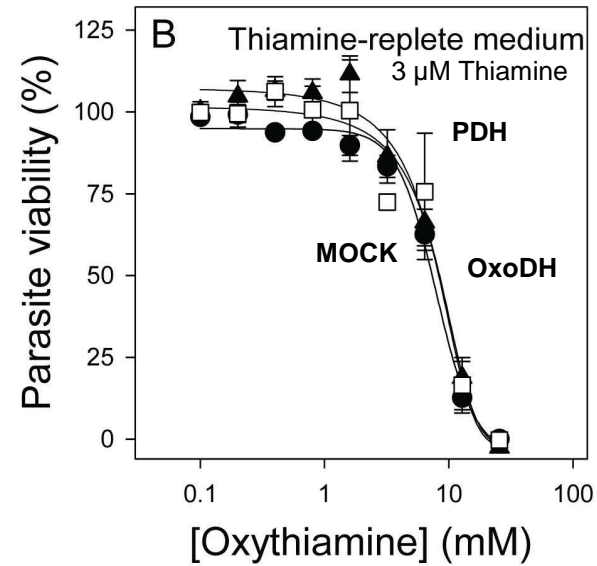 B
Thiamine-replete medium
3 µM Thiamine
PDH
MOCK
OxoDH
Parasite viability (%)
125
100
75
50
25
0
0.1 1 10 100
[Oxythiamine] (mM)